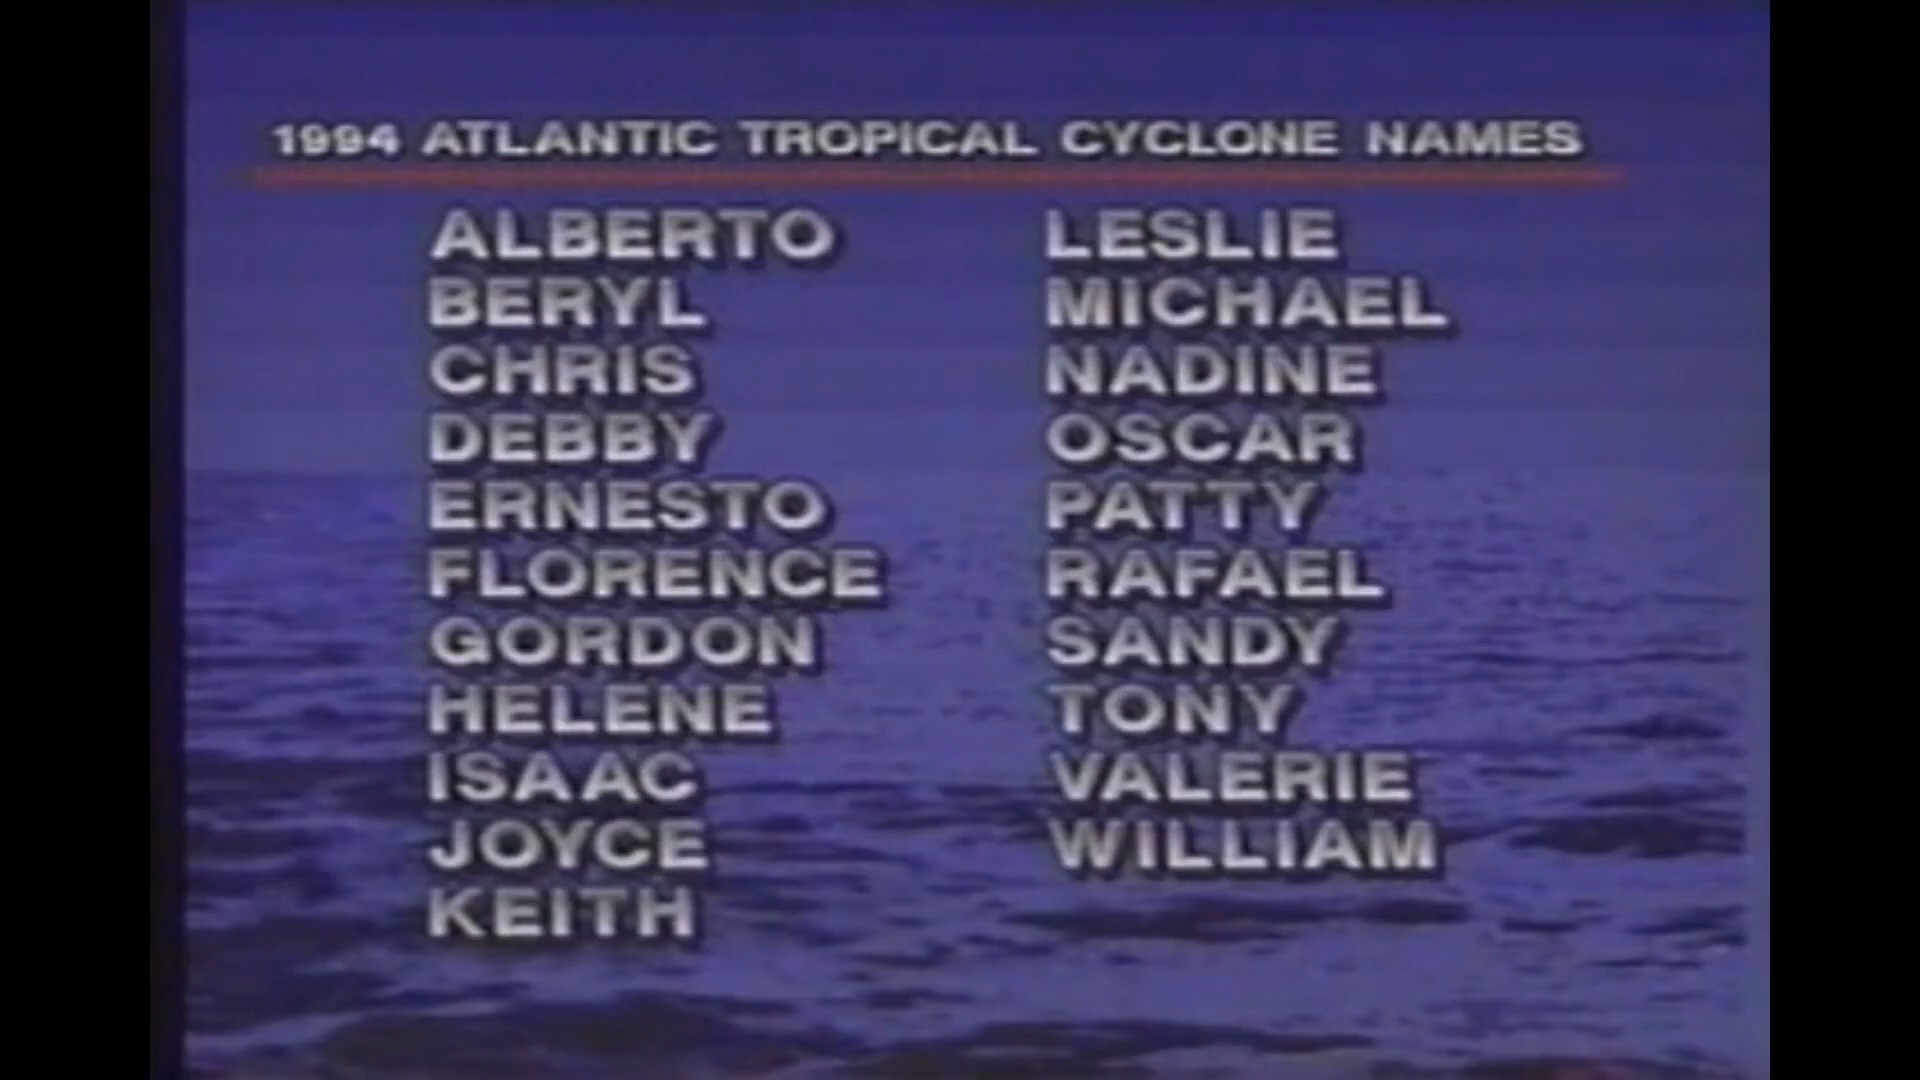 1994 ATLANTIC TROPICAL CYCLONE NAMES
ALBERTO
BERYL
CHRIS
DEBBY
ERNESTO
FLORENCE
GORDON
HELENE
ISAAC
JOYCE
KEITH
LESLIE
MICHAEL
NADINE
OSCAR
PATTY
RAFAEL
SANDY
TONY
VALERIE
WILLIAM